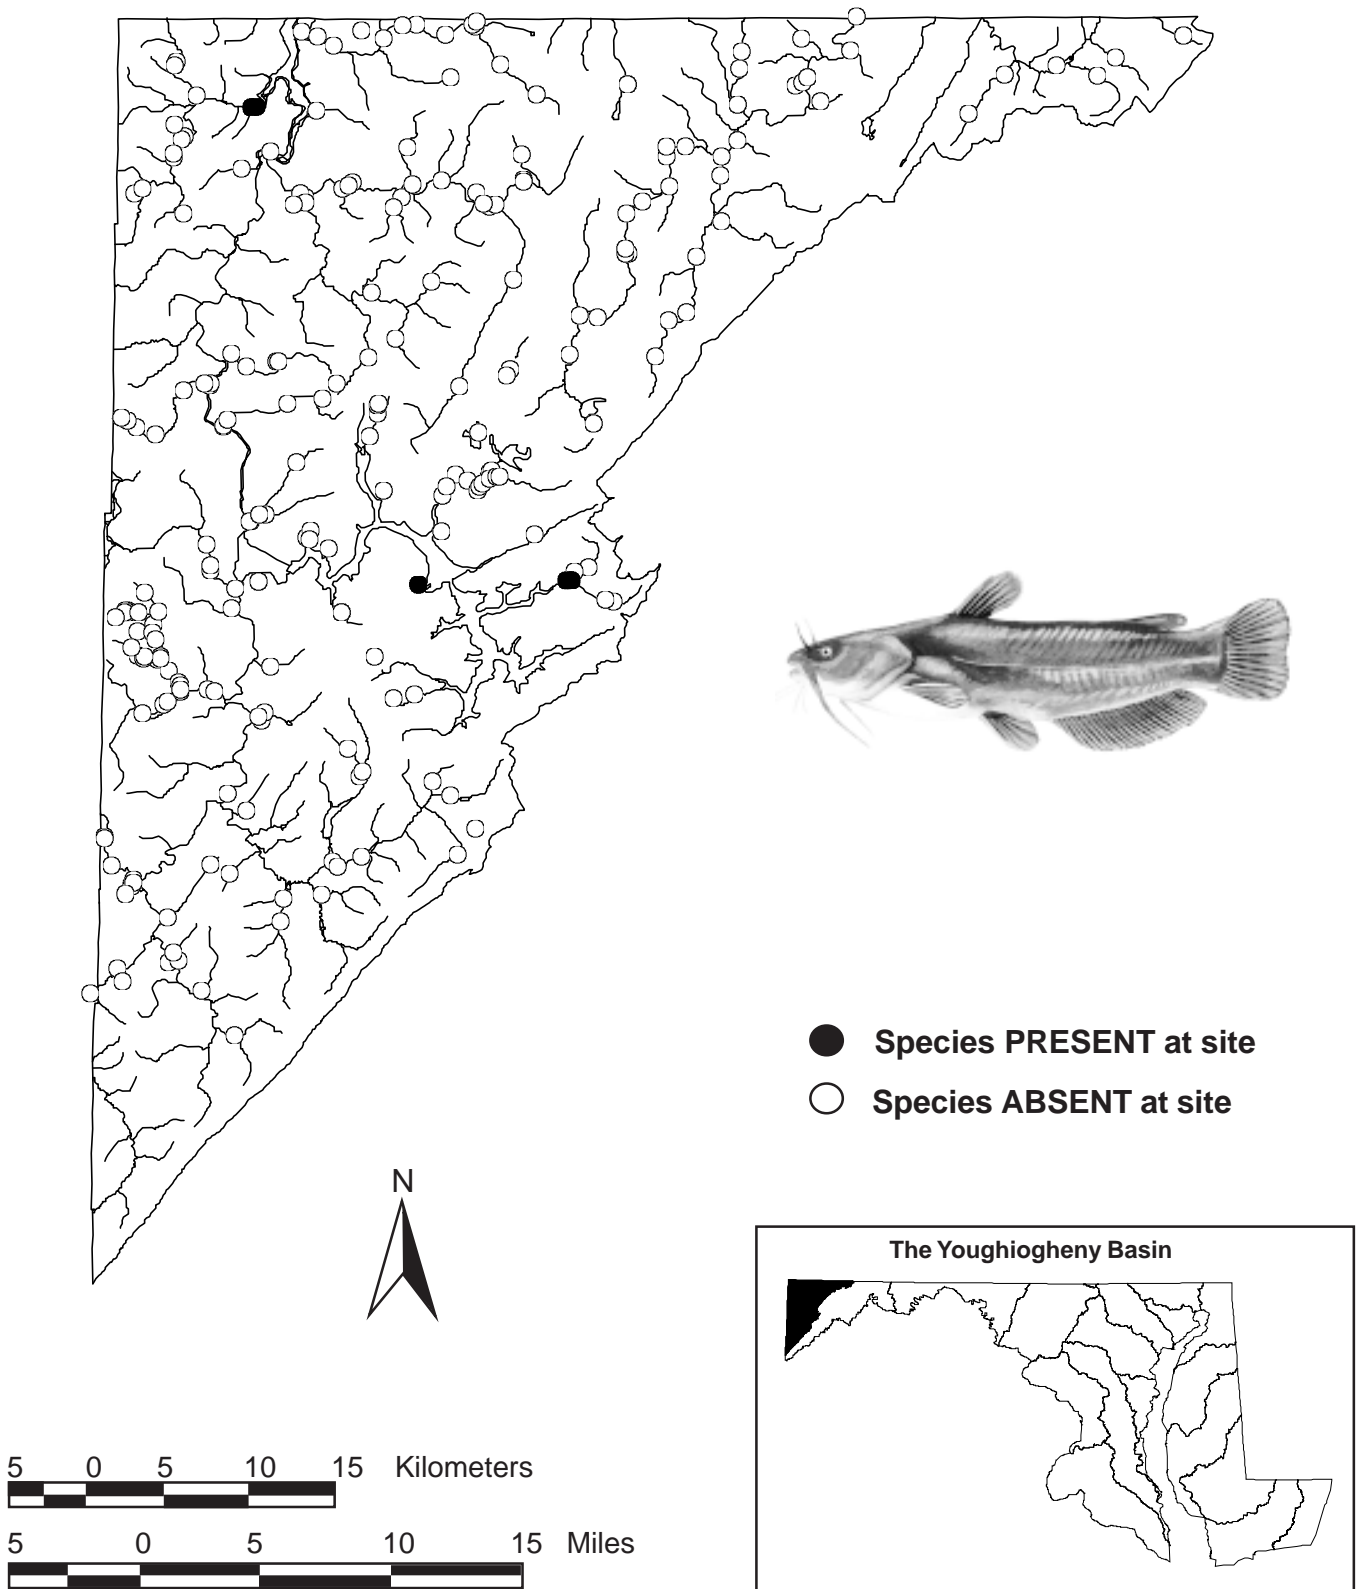 Species PRESENT at site
Species ABSENT at site
N
The Youghiogheny Basin
5 0 5 10 15 Kilometers
5 0 5 10 15 Miles